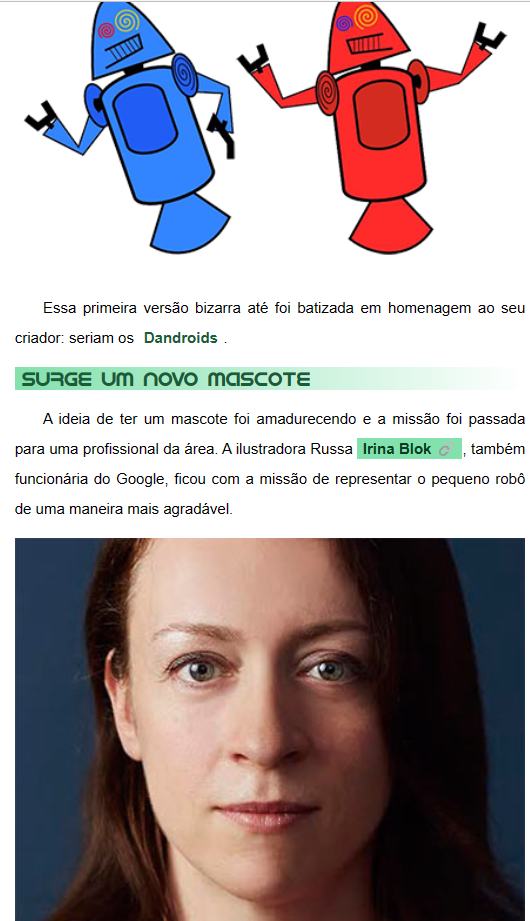 Essa primeira versão bizarra até foi batizada em homenagem ao seu
criador: seriam os Dandroids .
SURGE UM NOVO MASCOTE
A ideia de ter um mascote foi amadurecendo e a missão foi passada
para uma profissional da área. A ilustradora Russa Irina Blok , também
funcionária do Google, ficou com a missão de representar o pequeno robô
de uma maneira mais agradável.